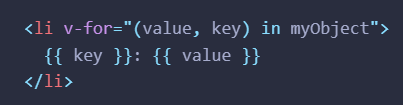 <li v-for="(value, key) in myObject">
  {{ key }}: {{ value }}
</li>